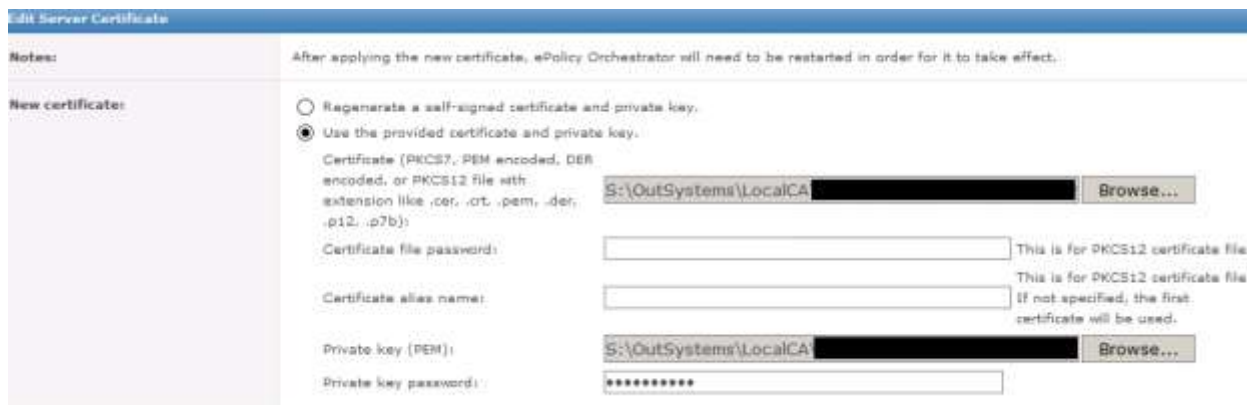 Edit Server Certificate
Notes:
After applying the new certificate, ePolicy Orchestrator will need to be restarted in order for it to take effect.
New certificate:
Regenerate a self-signed certificate and private key.
Use the provided certificate and private key.
Certificate (PKCS7, PEM encoded, DER
encoded, or PKCS12 file with
extension like .cer, .crt, .pem, .der,
.p12, .p7b):
S:\OutSystems\LocalCA\
Browse...
Certificate file password:
This is for PKCS12 certificate file
Certificate alias name:
This is for PKCS12 certificate file
If not specified, the first
certificate will be used.
Private key (PEM):
S:\OutSystems\LocalCA\
Browse...
Private key password:
••••••••••